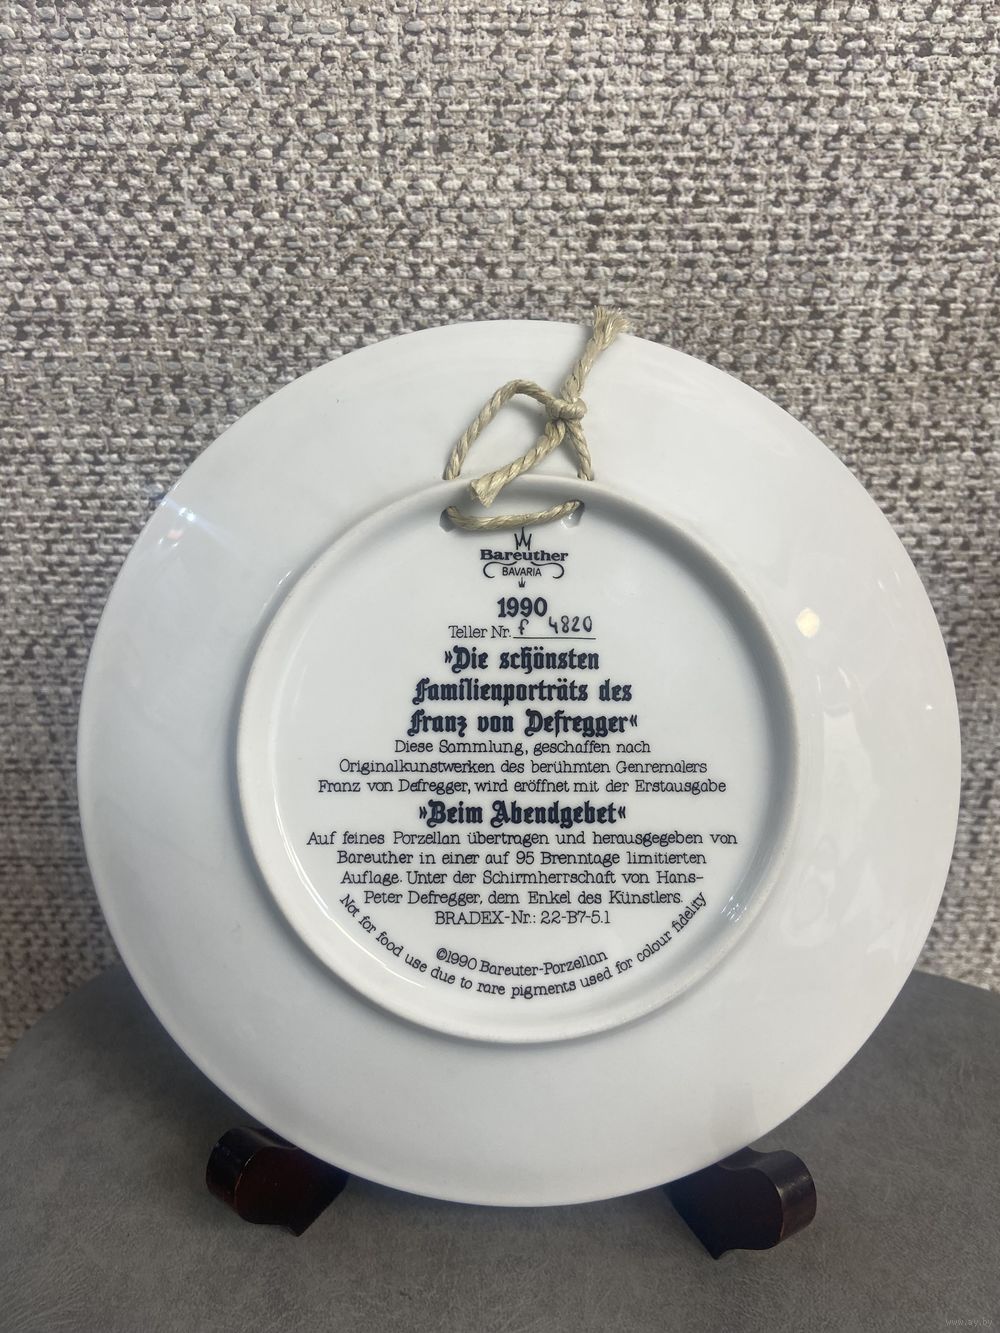 Bareuther
BAVARIA
1990
Teller Nr. f 4820
»Die schönsten
Familienporträts des
Franz von Defregger«
Diese Sammlung, geschaffen nach
Originalkunstwerken des berühmten Genremalers
Franz von Defregger, wird eröffnet mit der Erstausgabe
»Beim Abendgebet«
Auf feines Porzellan übertragen und herausgegeben von
Bareuther in einer auf 95 Brenntage limitierten
Auflage. Unter der Schirmherrschaft von Hans-
Peter Defregger, dem Enkel des Künstlers.
BRADEX-Nr.: 22-B7-5.1
©1990 Bareuter-Porzellan
Not for food use due to rare pigments used for colour fidelity
www.ay.by